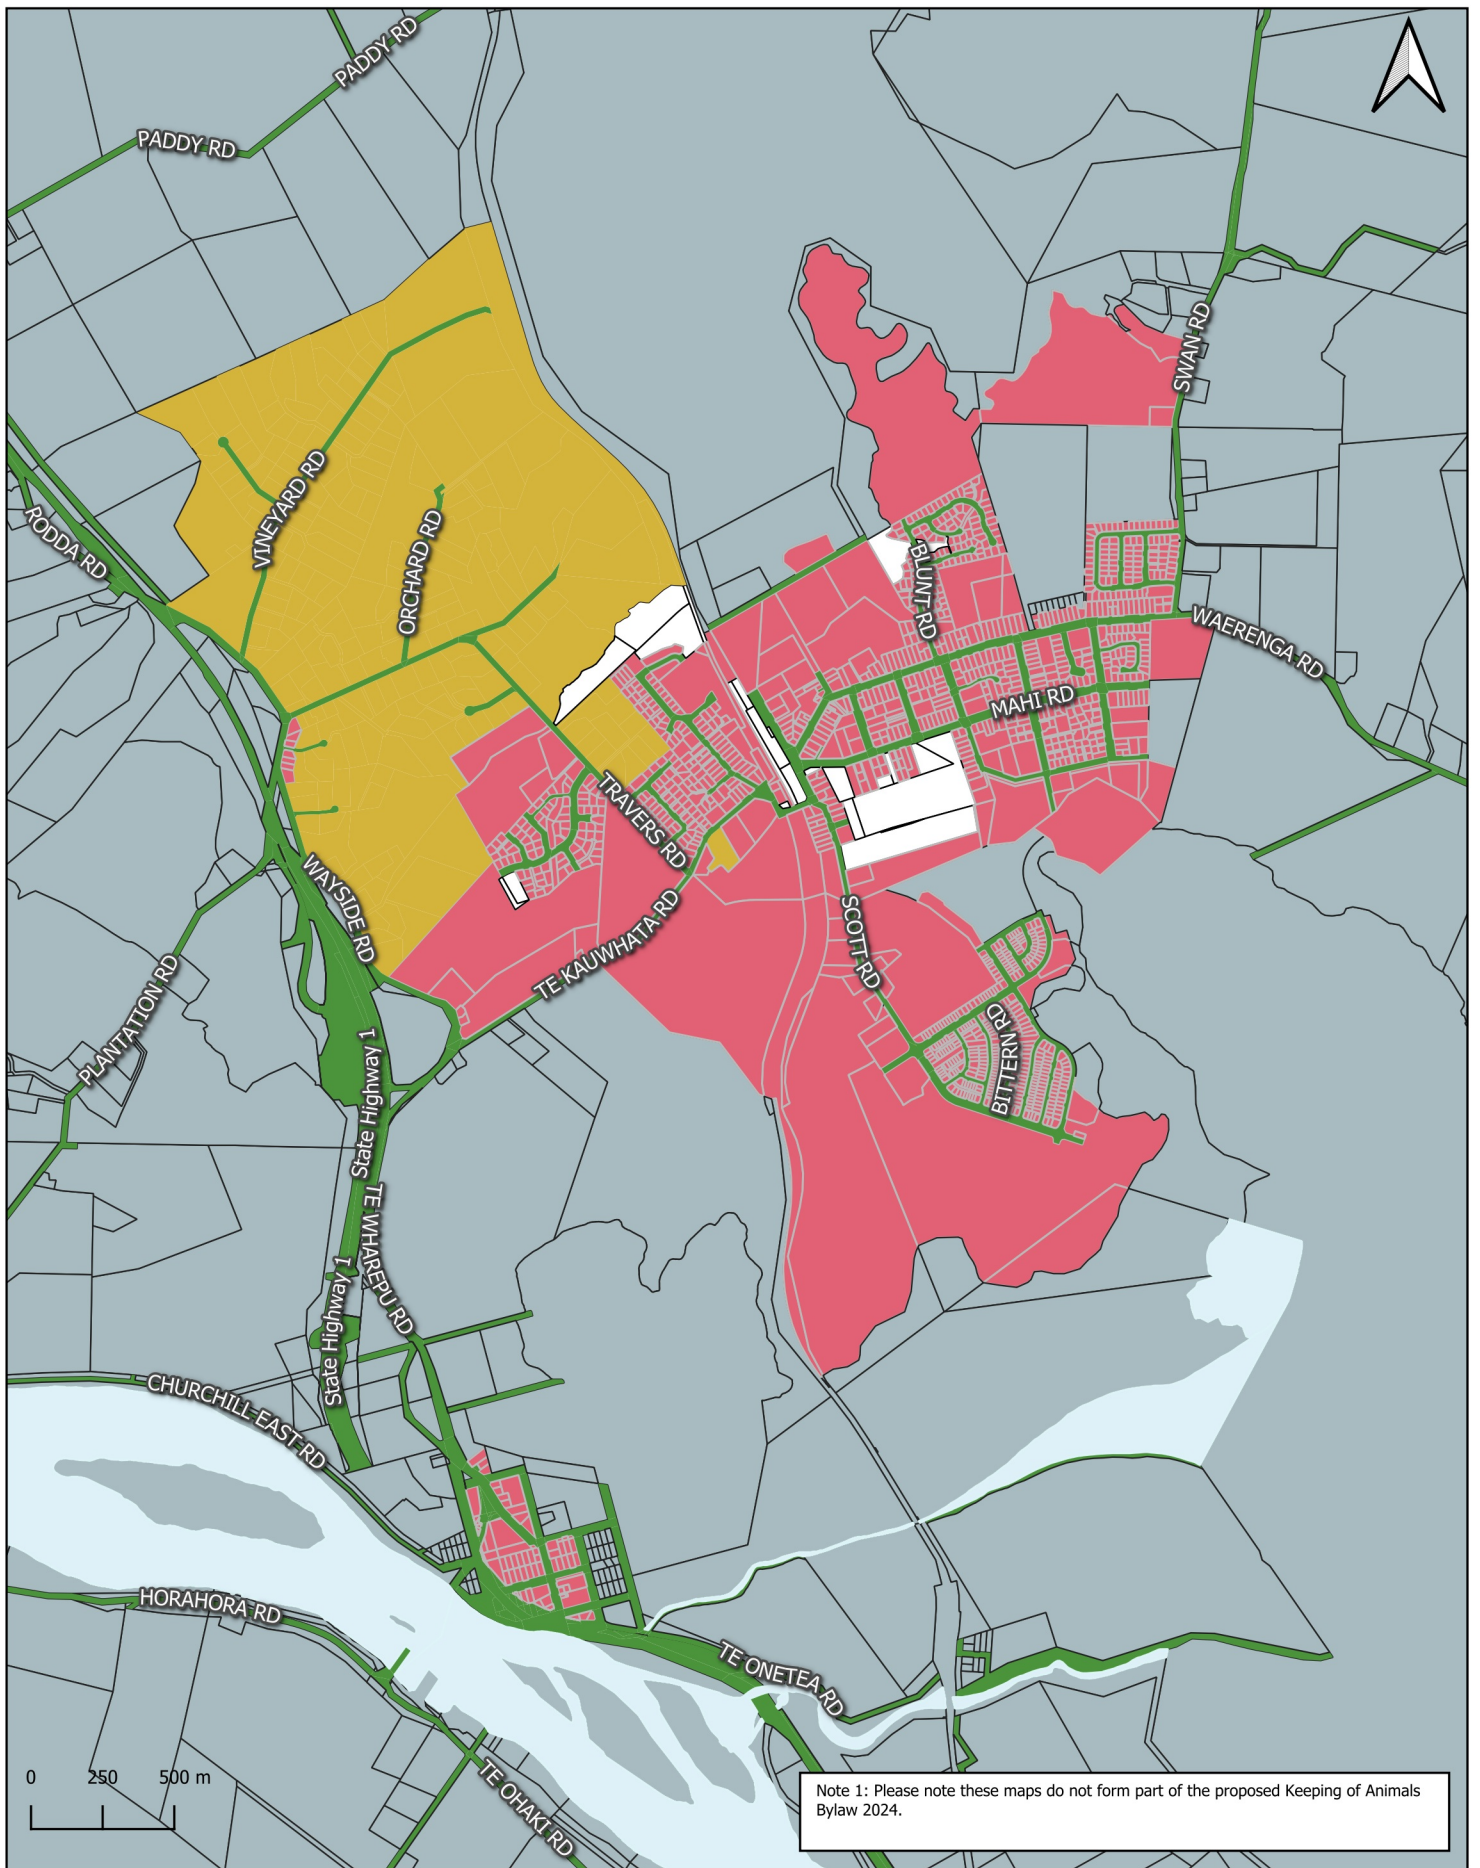 PADDY RD
PADDY RD
SWAN RD
VINEYARD RD
RODDA RD
ORCHARD RD
BLUNT RD
WAERENGA RD
MAHI RD
TRAVERS RD
WAYSIDE RD
SCOTT RD
TE KAUWHATA RD
PLANTATION RD
BITTERN RD
State Highway 1
TE WHAREPU RD
State Highway 1
CHURCHILL EAST RD
HORAHORA RD
TE ONETEA RD
TE OHAKI RD
0 250 500 m
Note 1: Please note these maps do not form part of the proposed Keeping of Animals
Bylaw 2024.